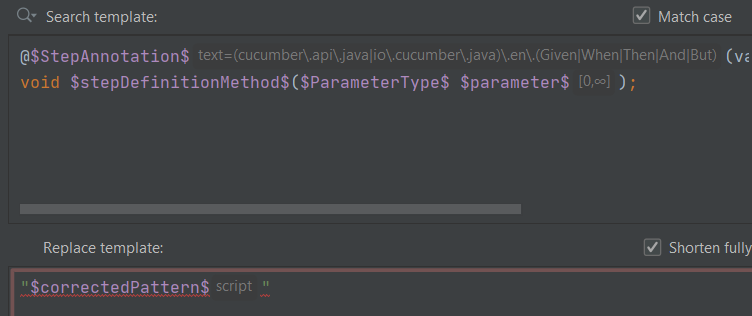 Search template:
Match case
@$StepAnnotation$ text=(cucumber\.api\.java|io\.cucumber\.java)\.en\.(Given|When|Then|And|But) (va
void $stepDefinitionMethod$($ParameterType$ $parameter$ [0,∞] );
Replace template:
Shorten fully
"$correctedPattern$ script "